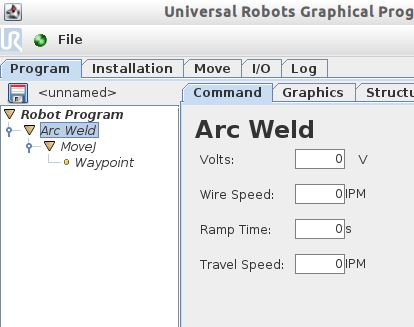 Universal Robots Graphical Prog
UR File
Program Installation Move I/O Log
<unnamed> Command Graphics Structu
Robot Program
Arc Weld
MoveJ
Waypoint
Arc Weld
Volts: 0 V
Wire Speed: 0 IPM
Ramp Time: 0 s
Travel Speed: 0 IPM